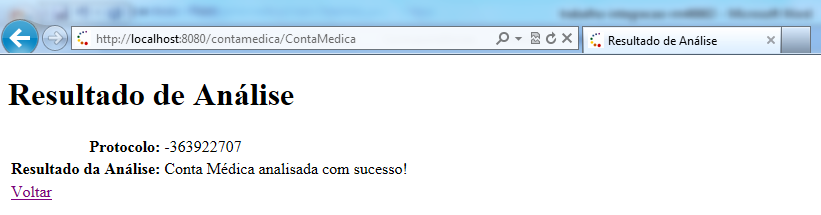 http://localhost:8080/contamedica/ContaMedica
Resultado de Análise
Resultado de Análise
Protocolo: -363922707
Resultado da Análise: Conta Médica analisada com sucesso!
Voltar